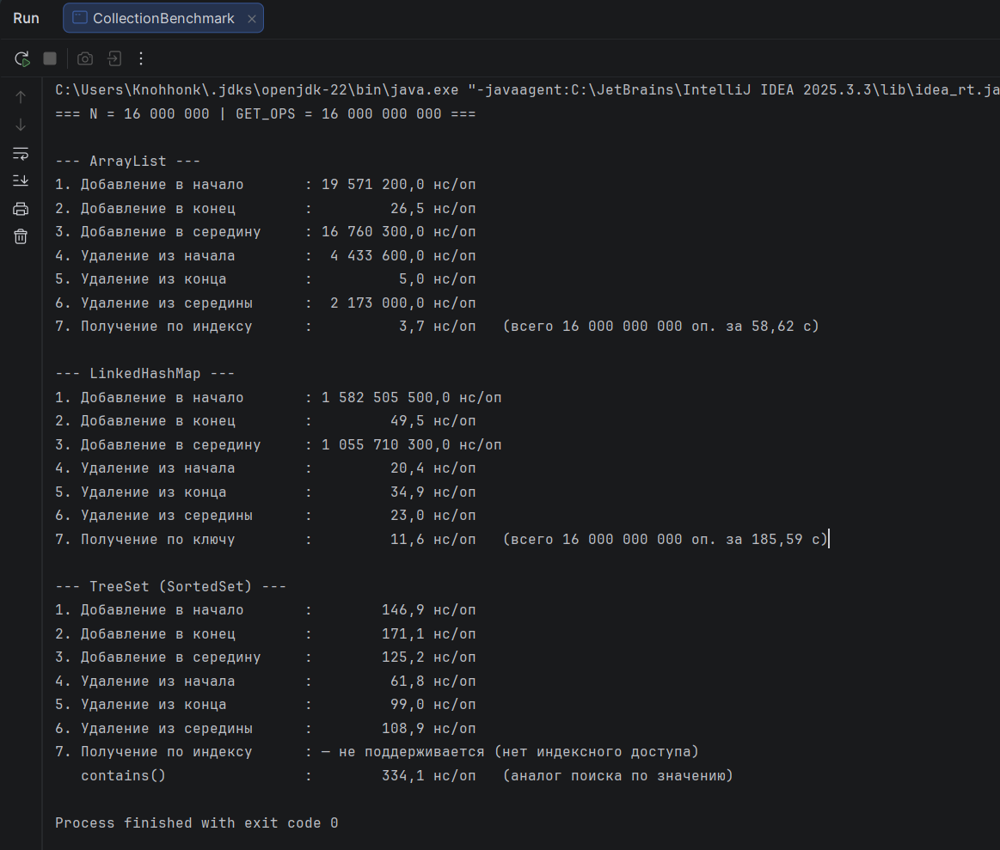 Run CollectionBenchmark ×
C:\Users\Knohhonk\.jdks\openjdk-22\bin\java.exe "-javaagent:C:\JetBrains\IntelliJ IDEA 2025.3.3\lib\idea_rt.ja
=== N = 16 000 000 | GET_OPS = 16 000 000 000 ===
--- ArrayList ---
1. Добавление в начало : 19 571 200,0 нс/оп
2. Добавление в конец : 26,5 нс/оп
3. Добавление в середину : 16 760 300,0 нс/оп
4. Удаление из начала : 4 433 600,0 нс/оп
5. Удаление из конца : 5,0 нс/оп
6. Удаление из середины : 2 173 000,0 нс/оп
7. Получение по индексу : 3,7 нс/оп (всего 16 000 000 000 оп. за 58,62 с)
--- LinkedHashMap ---
1. Добавление в начало : 1 582 505 500,0 нс/оп
2. Добавление в конец : 49,5 нс/оп
3. Добавление в середину : 1 055 710 300,0 нс/оп
4. Удаление из начала : 20,4 нс/оп
5. Удаление из конца : 34,9 нс/оп
6. Удаление из середины : 23,0 нс/оп
7. Получение по ключу : 11,6 нс/оп (всего 16 000 000 000 оп. за 185,59 с)
--- TreeSet (SortedSet) ---
1. Добавление в начало : 146,9 нс/оп
2. Добавление в конец : 171,1 нс/оп
3. Добавление в середину : 125,2 нс/оп
4. Удаление из начала : 61,8 нс/оп
5. Удаление из конца : 99,0 нс/оп
6. Удаление из середины : 108,9 нс/оп
7. Получение по индексу : — не поддерживается (нет индексного доступа)
contains() : 334,1 нс/оп (аналог поиска по значению)
Process finished with exit code 0